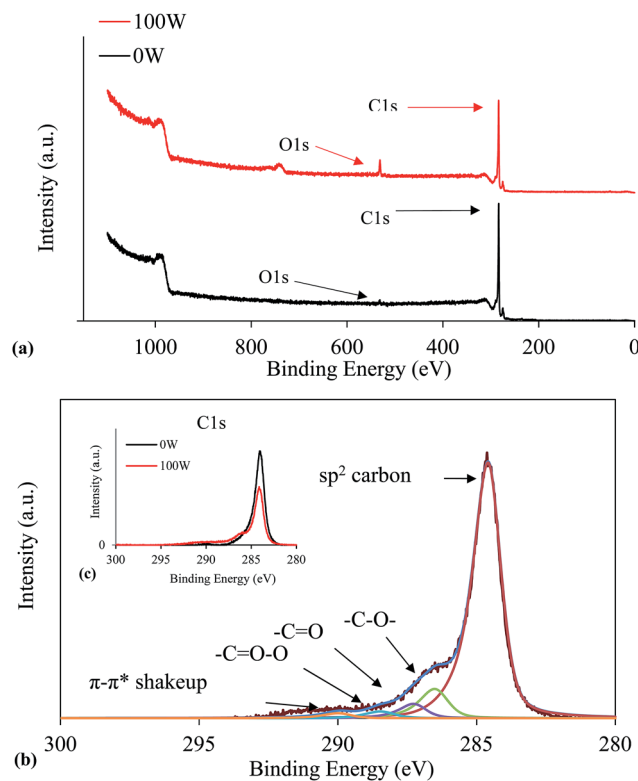 100W
0W
Intensity (a.u.)
C1s
O1s
C1s
O1s
1000 800 600 400 200 0
Binding Energy (eV)
(a)
C1s
0W
100W
Intensity (a.u.)
0
300 295 290 285 280
Binding Energy (eV)
(c)
sp² carbon
-C-O-
-C=O
-C=O-O
π-π* shakeup
Intensity (a.u.)
300 295 290 285 280
Binding Energy (eV)
(b)